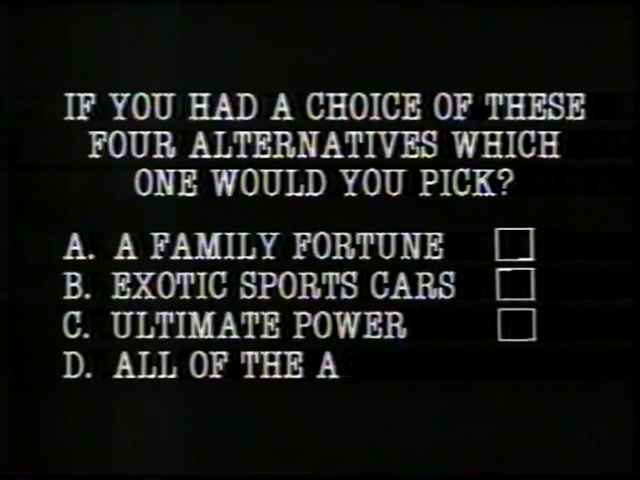 IF YOU HAD A CHOICE OF THESE
FOUR ALTERNATIVES WHICH
ONE WOULD YOU PICK?
A. A FAMILY FORTUNE
B. EXOTIC SPORTS CARS
C. ULTIMATE POWER
D. ALL OF THE A